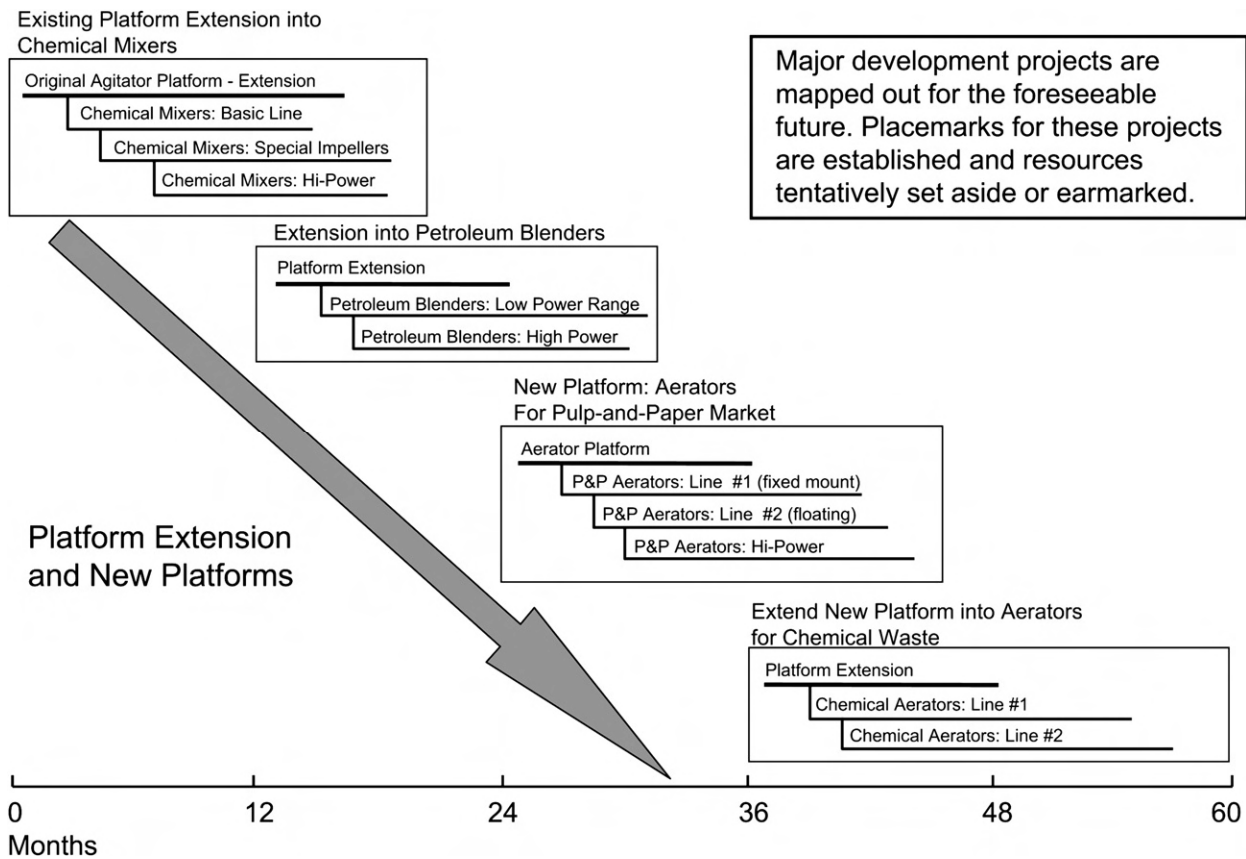 Existing Platform Extension into
Chemical Mixers
Original Agitator Platform - Extension
Chemical Mixers: Basic Line
Chemical Mixers: Special Impellers
Chemical Mixers: Hi-Power
Major development projects are
mapped out for the foreseeable
future. Placemarks for these projects
are established and resources
tentatively set aside or earmarked.
Extension into Petroleum Blenders
Platform Extension
Petroleum Blenders: Low Power Range
Petroleum Blenders: High Power
New Platform: Aerators
For Pulp-and-Paper Market
Aerator Platform
P&P Aerators: Line #1 (fixed mount)
P&P Aerators: Line #2 (floating)
P&P Aerators: Hi-Power
Platform Extension
and New Platforms
Extend New Platform into Aerators
for Chemical Waste
Platform Extension
Chemical Aerators: Line #1
Chemical Aerators: Line #2
0 12 24 36 48 60
Months